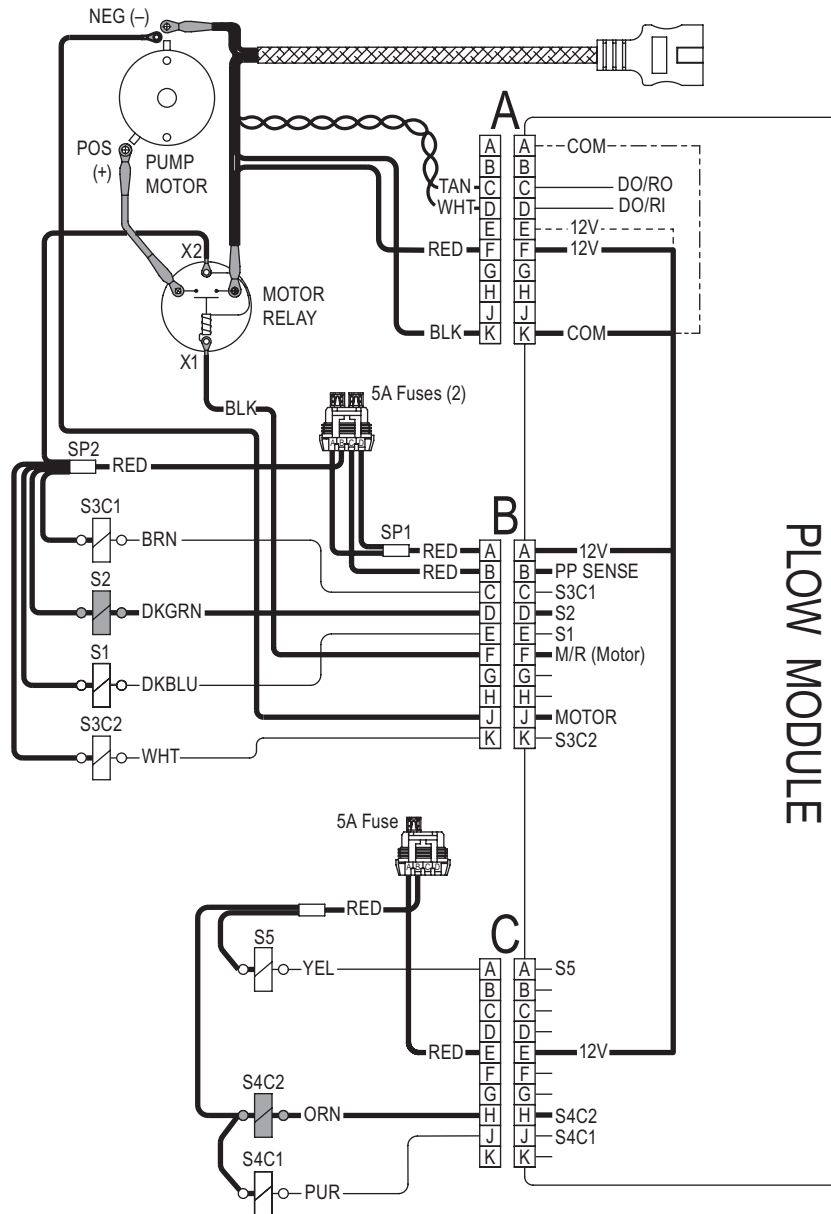 NEG (–)
POS
(+)
PUMP
MOTOR
X2
MOTOR
RELAY
X1
BLK
TAN
WHT
RED
BLK
A
A
B
C
D
E
F
G
H
J
K
A
B
C
D
E
F
G
H
J
K
COM
DO/RO
DO/RI
12V
12V
COM
5A Fuses (2)
A B C D
SP2
RED
S3C1
BRN
S2
DKGRN
S1
DKBLU
S3C2
WHT
SP1
RED
RED
B
A
B
C
D
E
F
G
H
J
K
A
B
C
D
E
F
G
H
J
K
12V
PP SENSE
S3C1
S2
S1
M/R (Motor)
MOTOR
S3C2
PLOW MODULE
5A Fuse
A B C D
RED
S5
YEL
RED
S4C2
ORN
S4C1
PUR
C
A
B
C
D
E
F
G
H
J
K
A
B
C
D
E
F
G
H
J
K
S5
12V
S4C2
S4C1